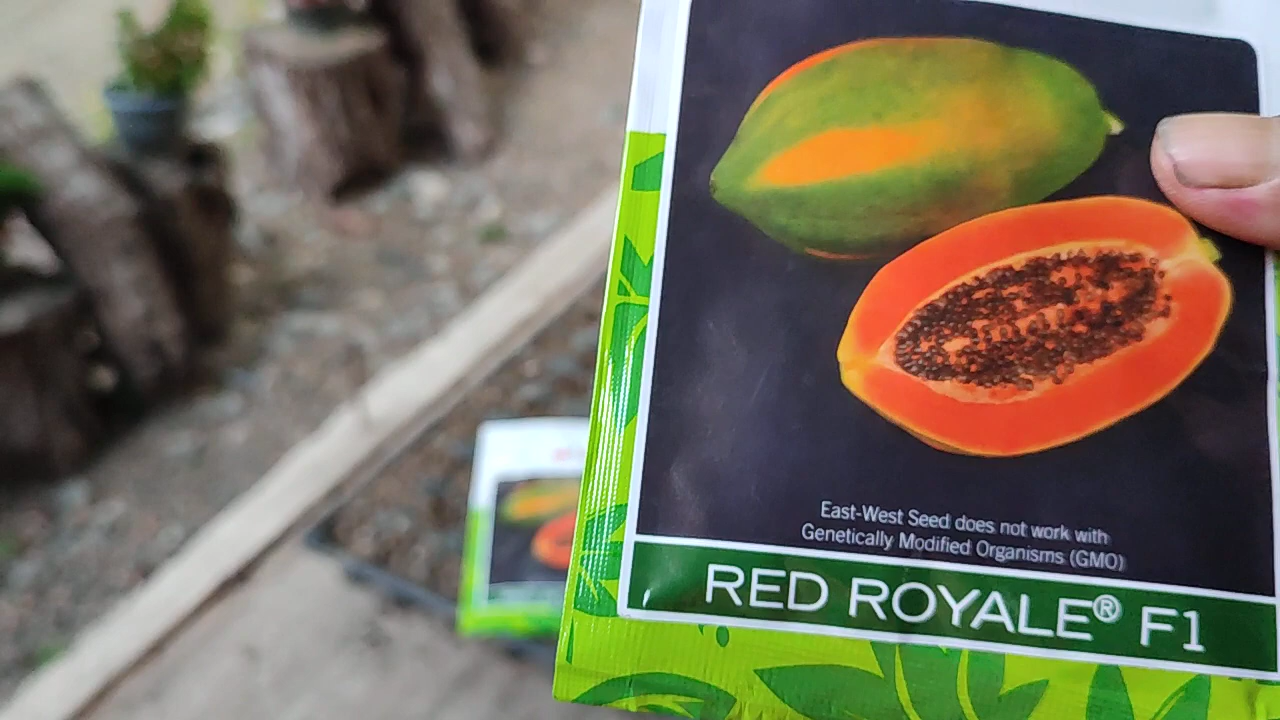 East-West Seed does not work with
Genetically Modified Organisms (GMO)
RED ROYALE® F1